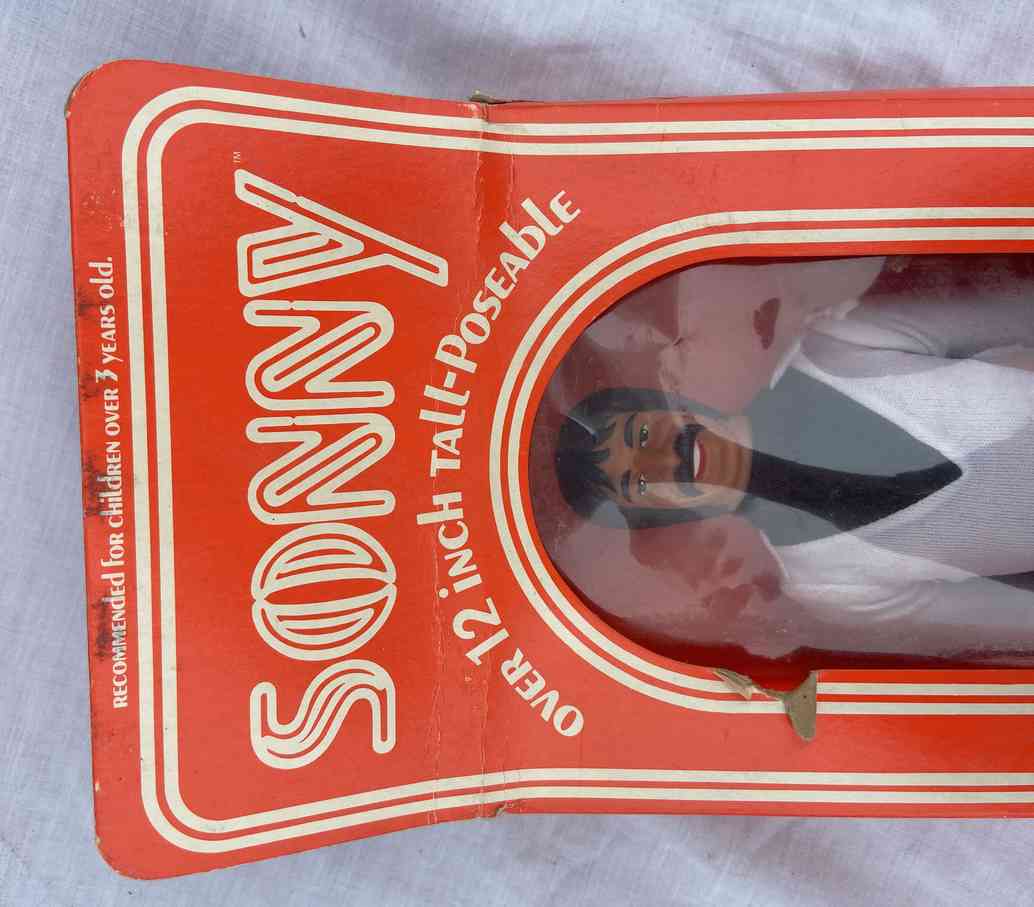 RECOMMENDED FOR CHILDREN OVER 3 YEARS OLD.
SONNY™
OVER 12 INCH TALL-POSEABLE